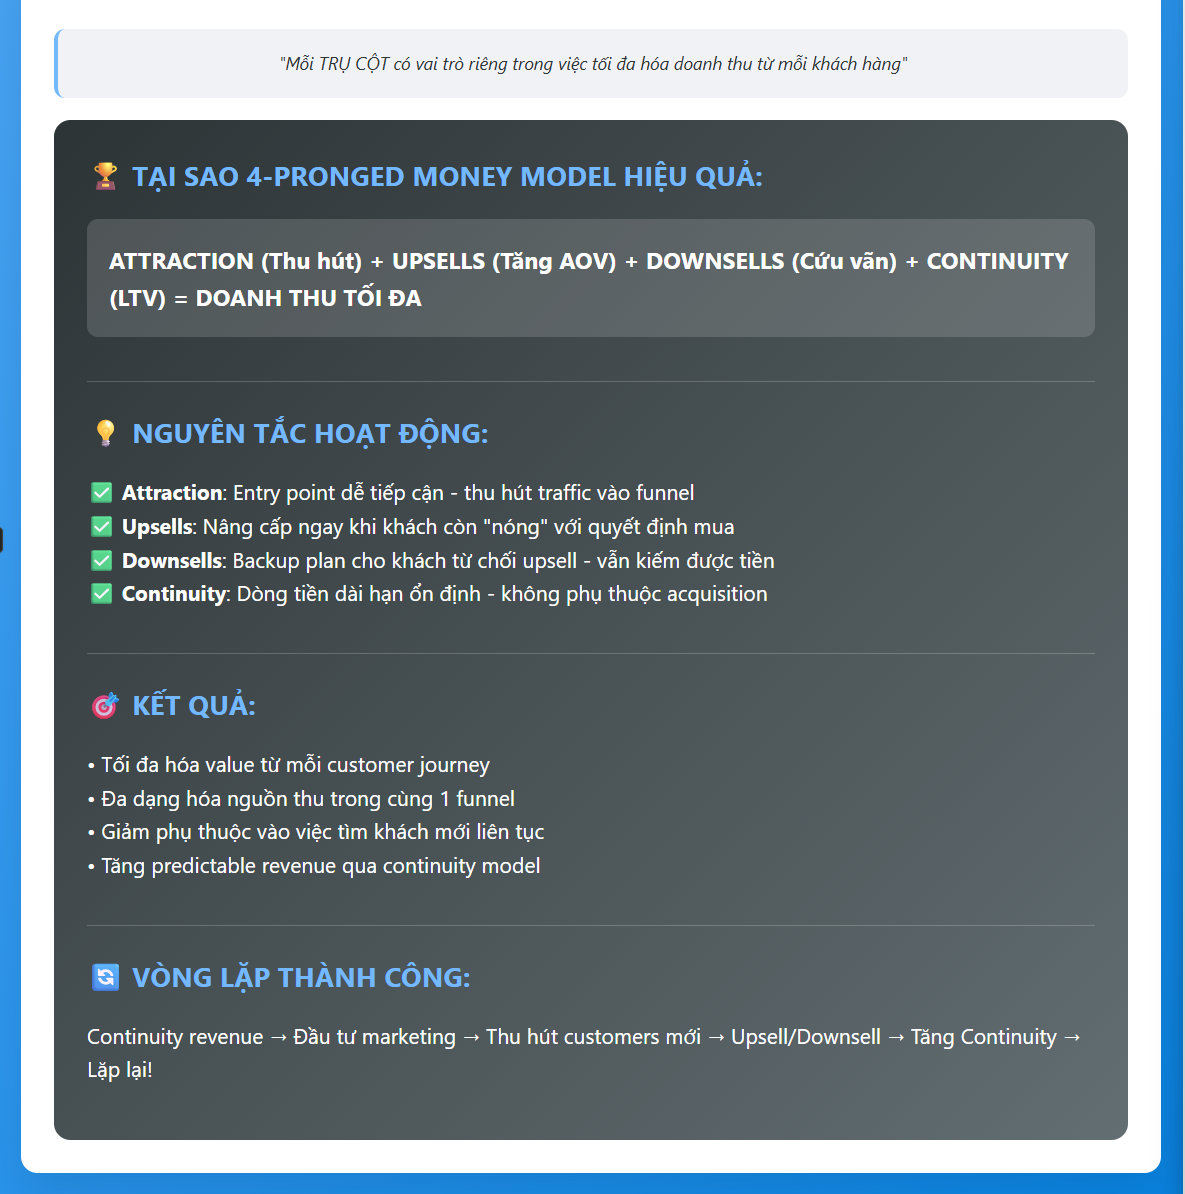 "Mỗi TRỤ CỘT có vai trò riêng trong việc tối đa hóa doanh thu từ mỗi khách hàng"
🏆 TẠI SAO 4-PRONGED MONEY MODEL HIỆU QUẢ:
ATTRACTION (Thu hút) + UPSELLS (Tăng AOV) + DOWNSELLS (Cứu vãn) + CONTINUITY
(LTV) = DOANH THU TỐI ĐA
💡 NGUYÊN TẮC HOẠT ĐỘNG:
✅ Attraction: Entry point dễ tiếp cận - thu hút traffic vào funnel
✅ Upsells: Nâng cấp ngay khi khách còn "nóng" với quyết định mua
✅ Downsells: Backup plan cho khách từ chối upsell - vẫn kiếm được tiền
✅ Continuity: Dòng tiền dài hạn ổn định - không phụ thuộc acquisition
🎯 KẾT QUẢ:
• Tối đa hóa value từ mỗi customer journey
• Đa dạng hóa nguồn thu trong cùng 1 funnel
• Giảm phụ thuộc vào việc tìm khách mới liên tục
• Tăng predictable revenue qua continuity model
🔄 VÒNG LẶP THÀNH CÔNG:
Continuity revenue → Đầu tư marketing → Thu hút customers mới → Upsell/Downsell → Tăng Continuity →
Lặp lại!